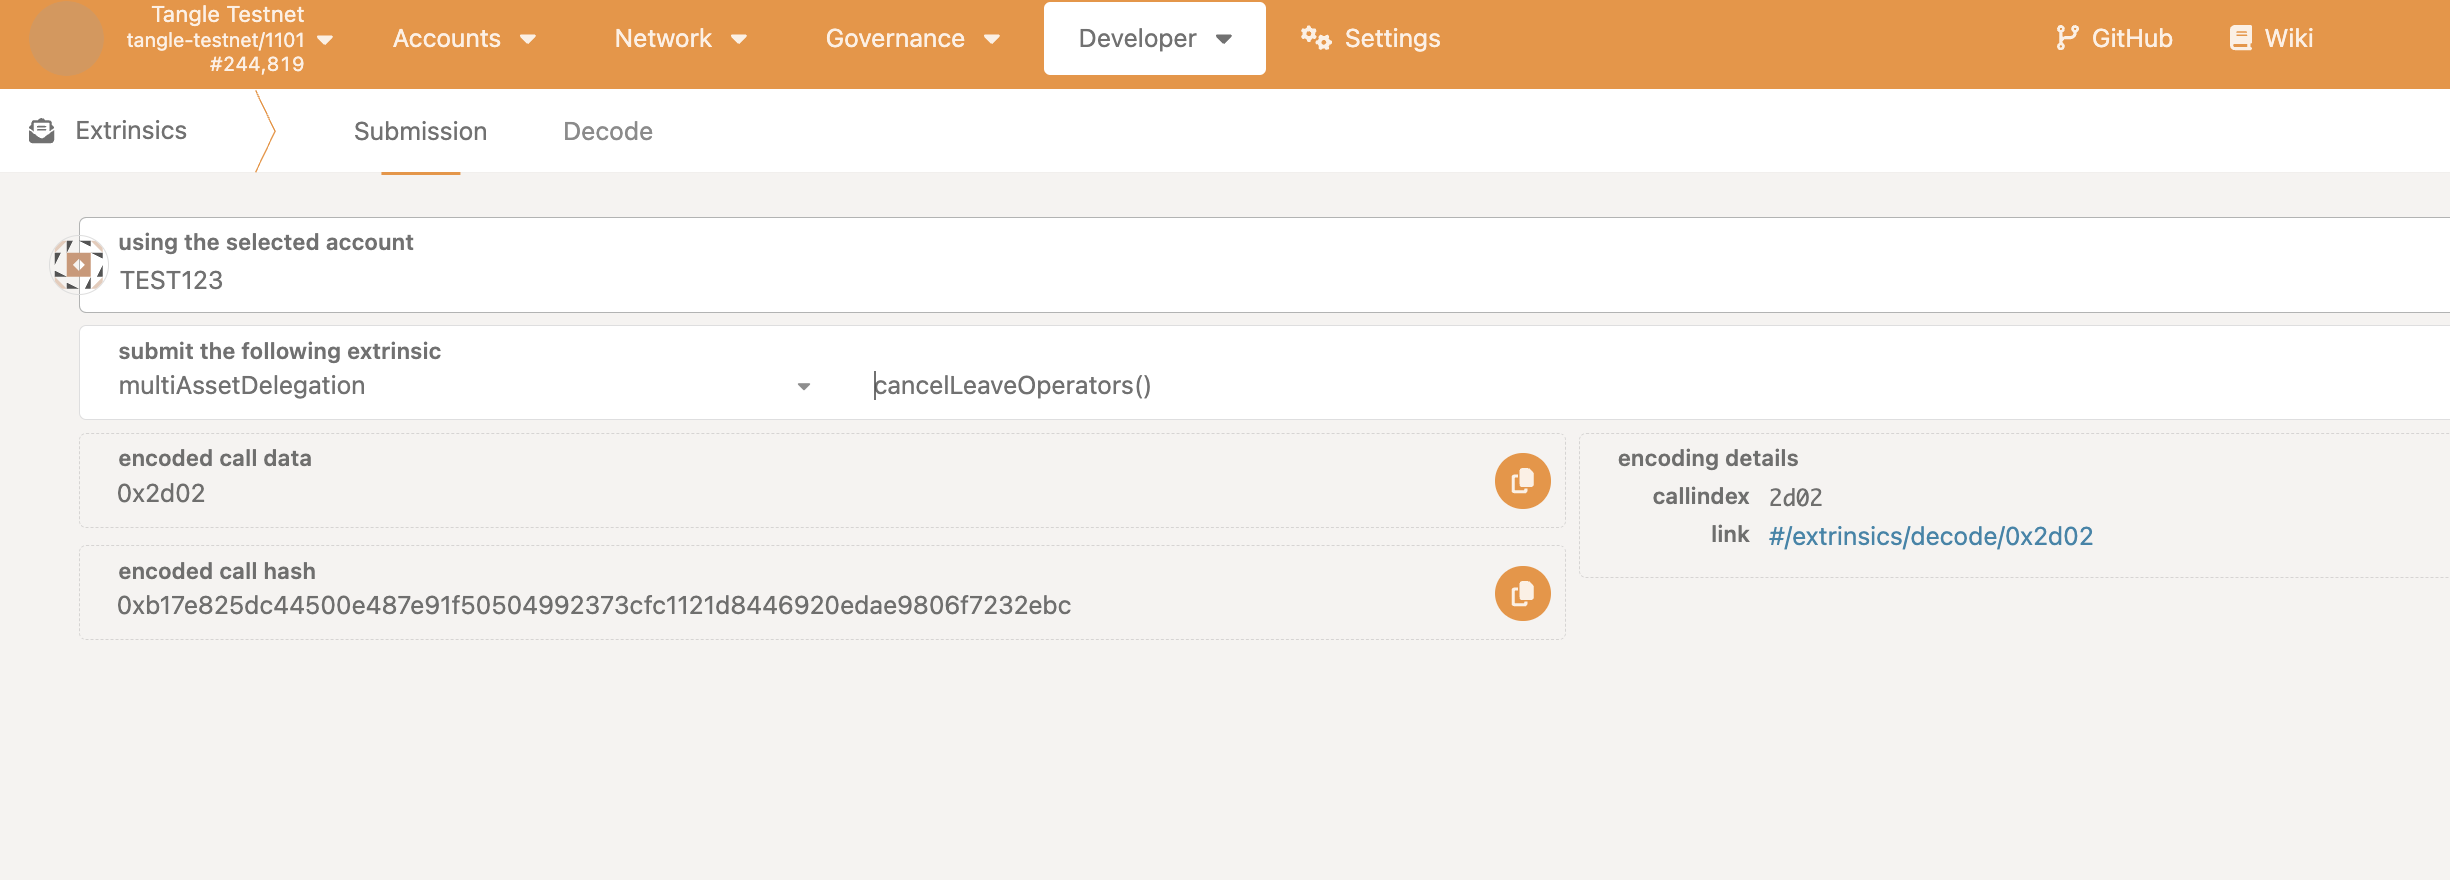 Tangle Testnet
tangle-testnet/1101
#244,819
Accounts
Network
Governance
Developer
Settings
GitHub
Wiki
Extrinsics
Submission
Decode
using the selected account
TEST123
submit the following extrinsic
multiAssetDelegation
cancelLeaveOperators()
encoded call data
0x2d02
encoding details
callindex 2d02
link #/extrinsics/decode/0x2d02
encoded call hash
0xb17e825dc44500e487e91f50504992373cfc1121d8446920edae9806f7232ebc